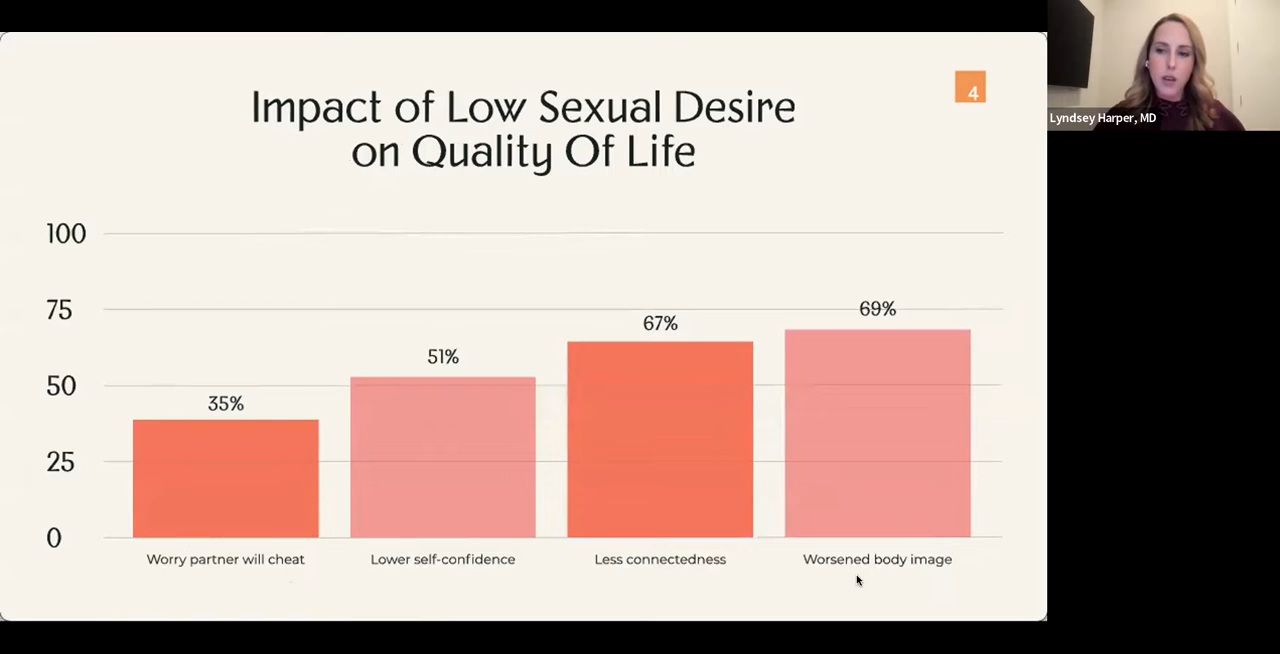 Impact of Low Sexual Desire
on Quality Of Life
4
Lyndsey Harper, MD
100
75
50
25
0
35%
51%
67%
69%
Worry partner will cheat
Lower self-confidence
Less connectedness
Worsened body image